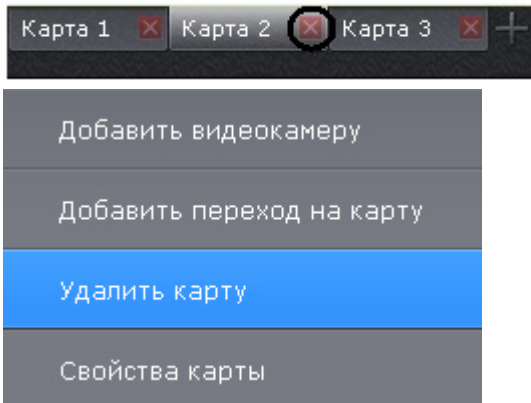 Карта 1 Карта 2 Карта 3
Добавить видеокамеру
Добавить переход на карту
Удалить карту
Свойства карты